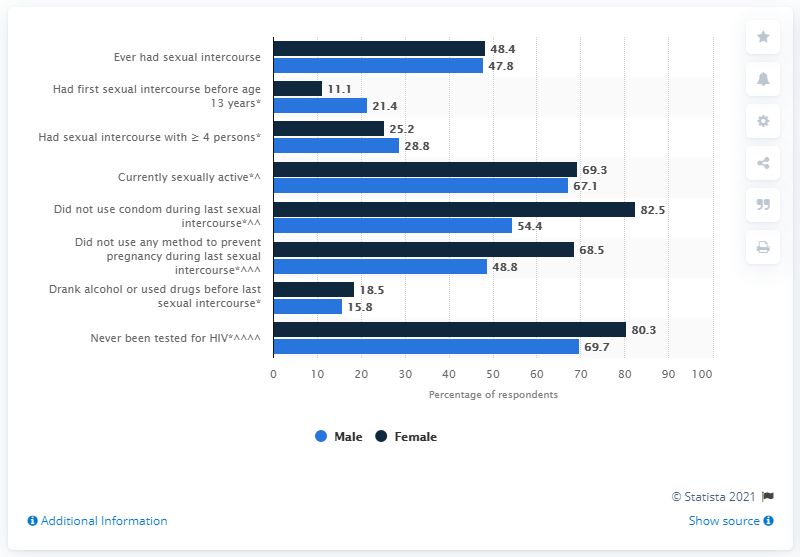 Ever had sexual intercourse
48.4
47.8
Had first sexual intercourse before age
13 years*
11.1
21.4
Had sexual intercourse with ≥ 4 persons*
25.2
28.8
Currently sexually active*^
69.3
67.1
Did not use condom during last sexual
intercourse*^^
82.5
54.4
Did not use any method to prevent
pregnancy during last sexual
intercourse*^^^
68.5
48.8
Drank alcohol or used drugs before last
sexual intercourse*
18.5
15.8
Never been tested for HIV*^^^^
80.3
69.7
0 10 20 30 40 50 60 70 80 90 100
Percentage of respondents
Male Female
© Statista 2021
Additional Information
Show source